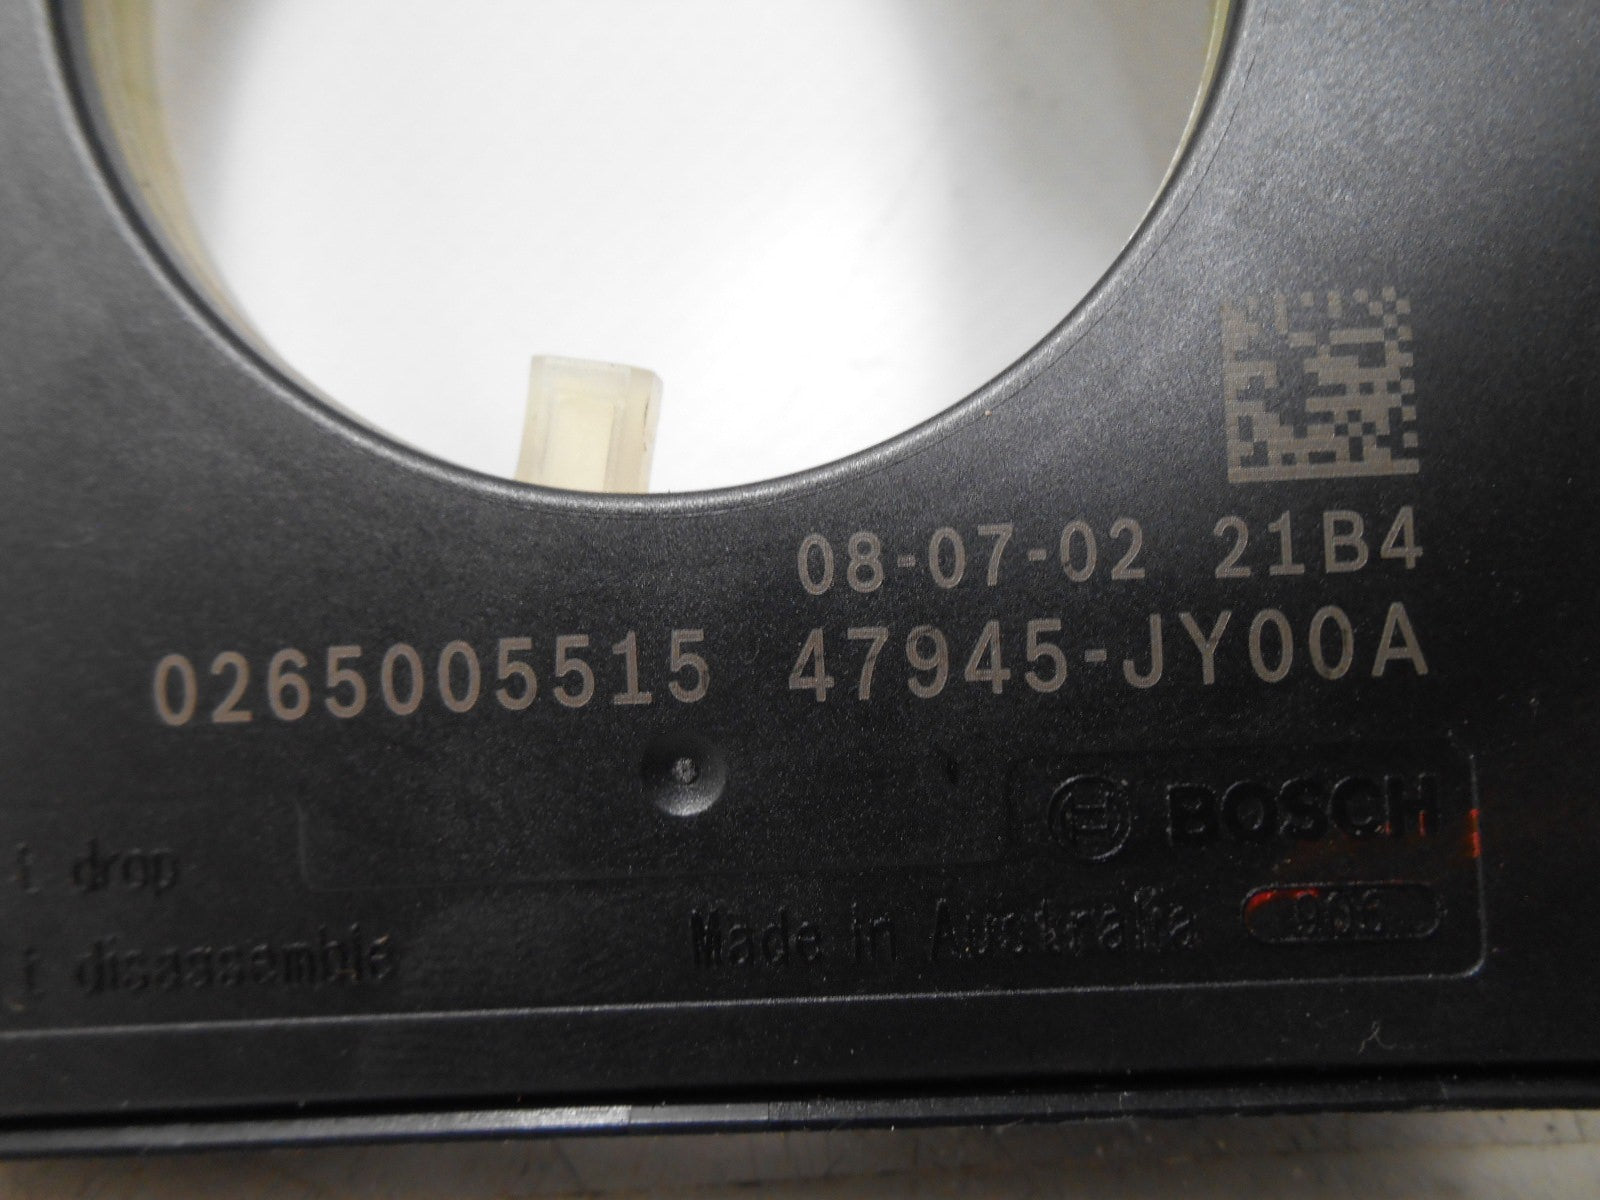 08-07-02 21B4
0265005515 47945-JY00A
BOSCH
t drop
Made in Australia
disassemble